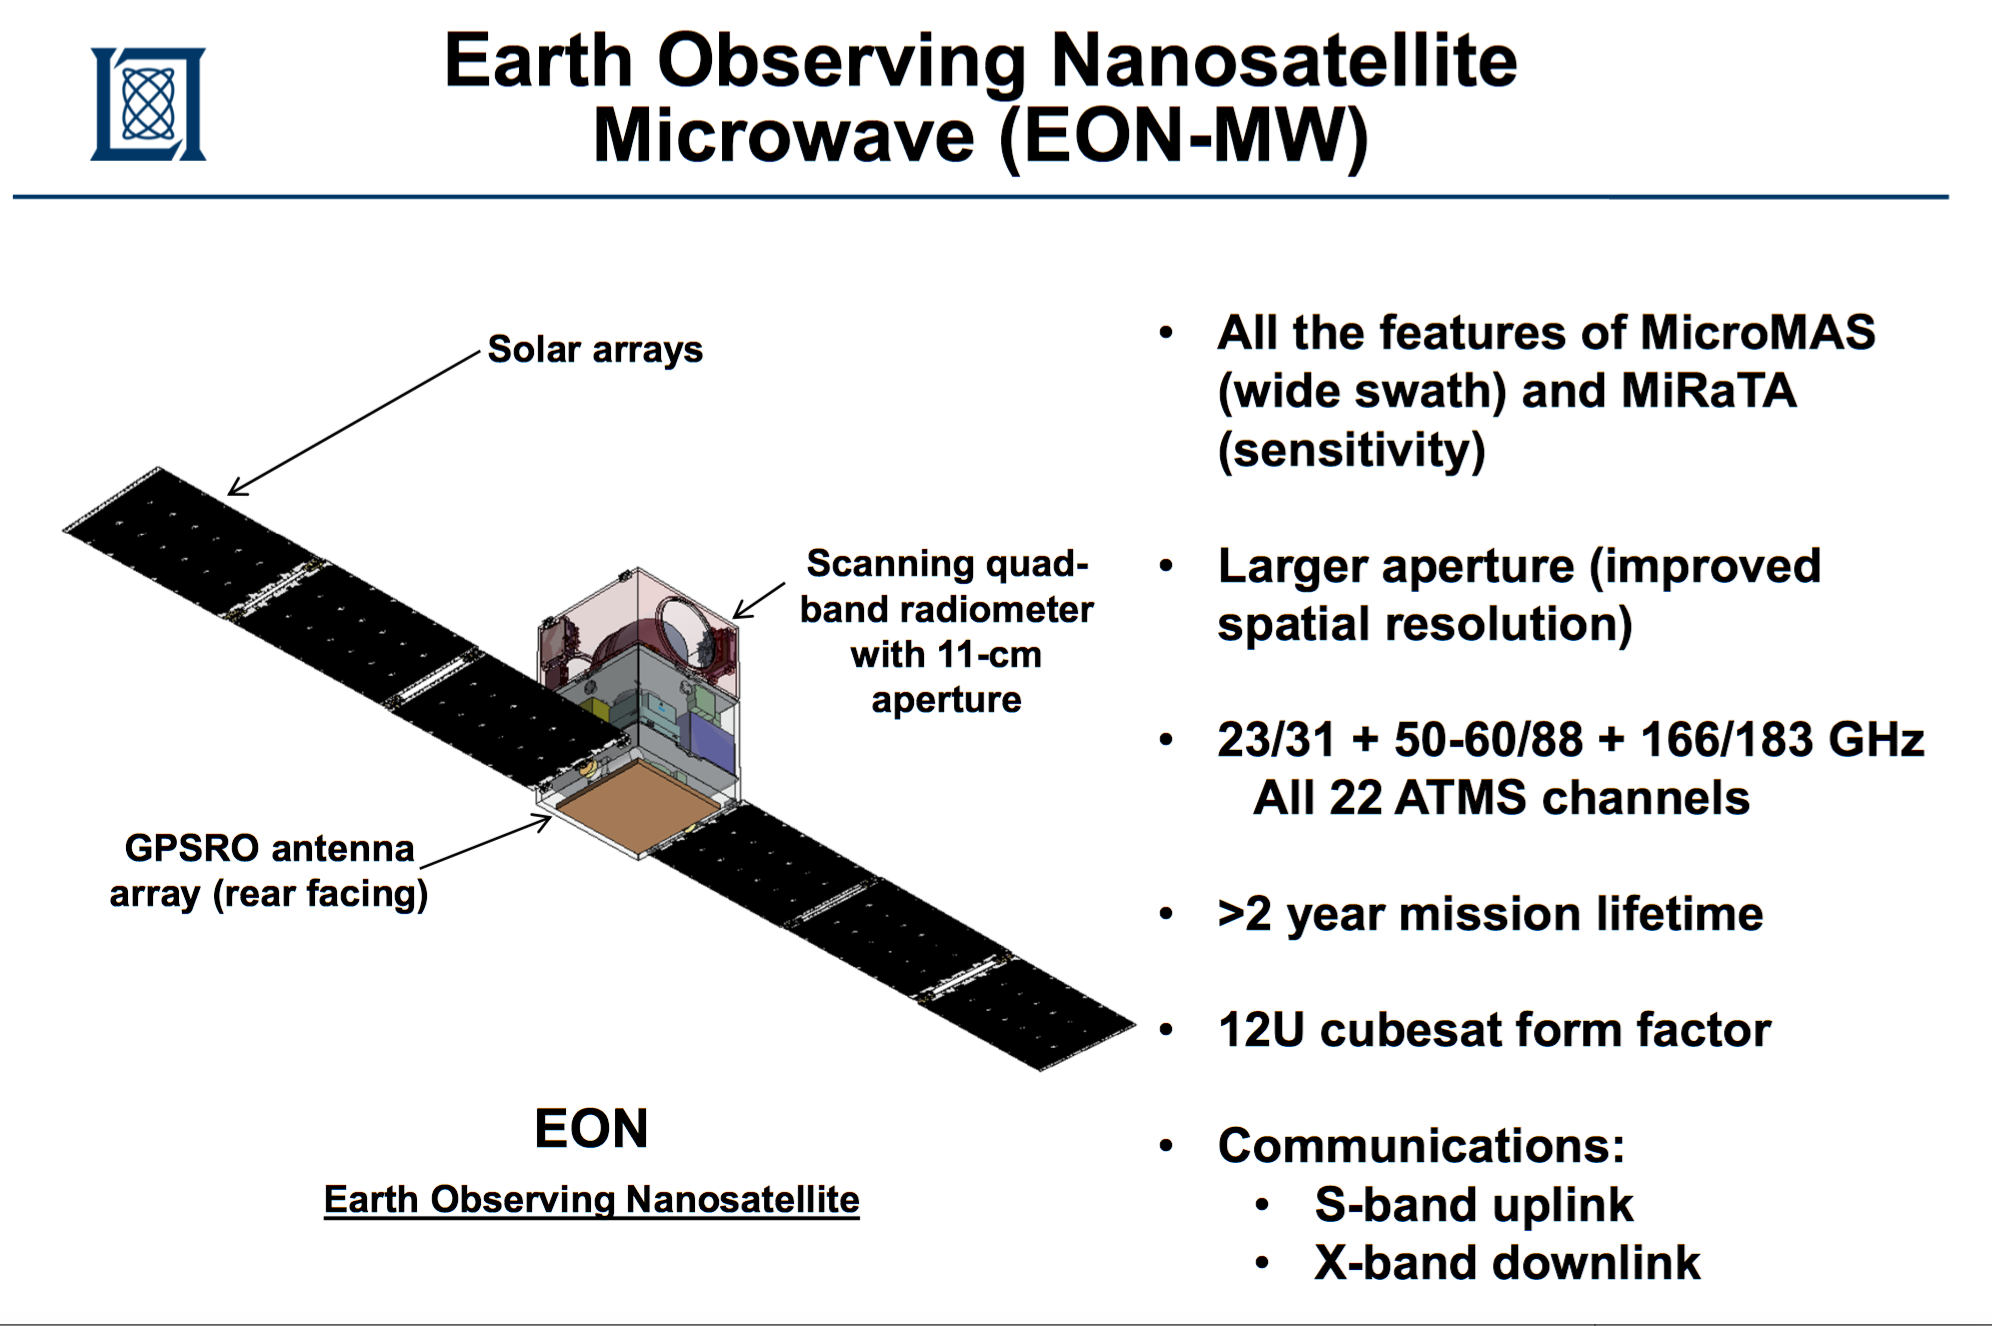 Earth Observing Nanosatellite
Microwave (EON-MW)
Solar arrays
Scanning quad-
band radiometer
with 11-cm
aperture
GPSRO antenna
array (rear facing)
EON
Earth Observing Nanosatellite
• All the features of MicroMAS
(wide swath) and MiRaTA
(sensitivity)
• Larger aperture (improved
spatial resolution)
• 23/31 + 50-60/88 + 166/183 GHz
All 22 ATMS channels
• >2 year mission lifetime
• 12U cubesat form factor
• Communications:
• S-band uplink
• X-band downlink